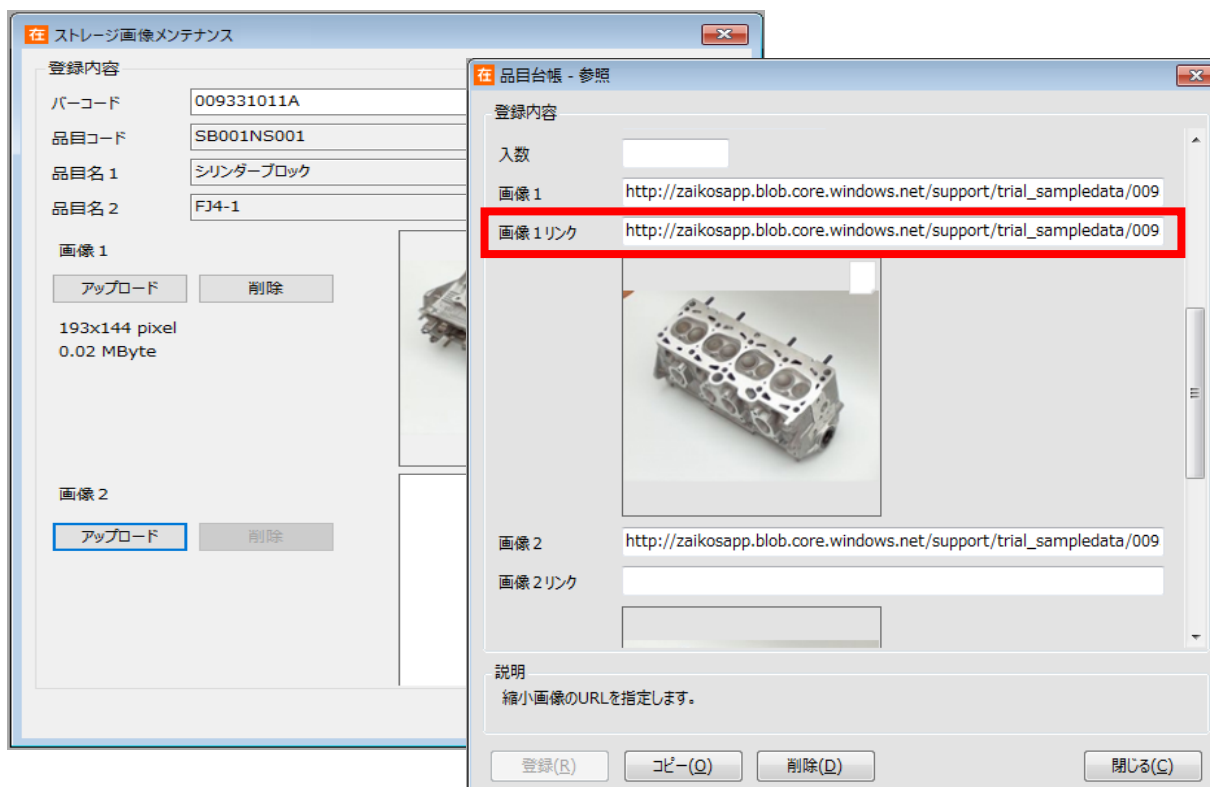 在 ストレージ画像メンテナンス
登録内容
バーコード 009331011A
品目コード SB001NS001
品目名1 シリンダーブロック
品目名2 FJ4-1
画像1
アップロード 削除
193x144 pixel
0.02 MByte
画像2
アップロード 削除
在 品目台帳 - 参照
登録内容
入数
画像1 http://zaikosapp.blob.core.windows.net/support/trial_sampledata/009
画像1リンク http://zaikosapp.blob.core.windows.net/support/trial_sampledata/009
画像2 http://zaikosapp.blob.core.windows.net/support/trial_sampledata/009
画像2リンク
説明
縮小画像のURLを指定します。
登録(R) コピー(O) 削除(D) 閉じる(C)